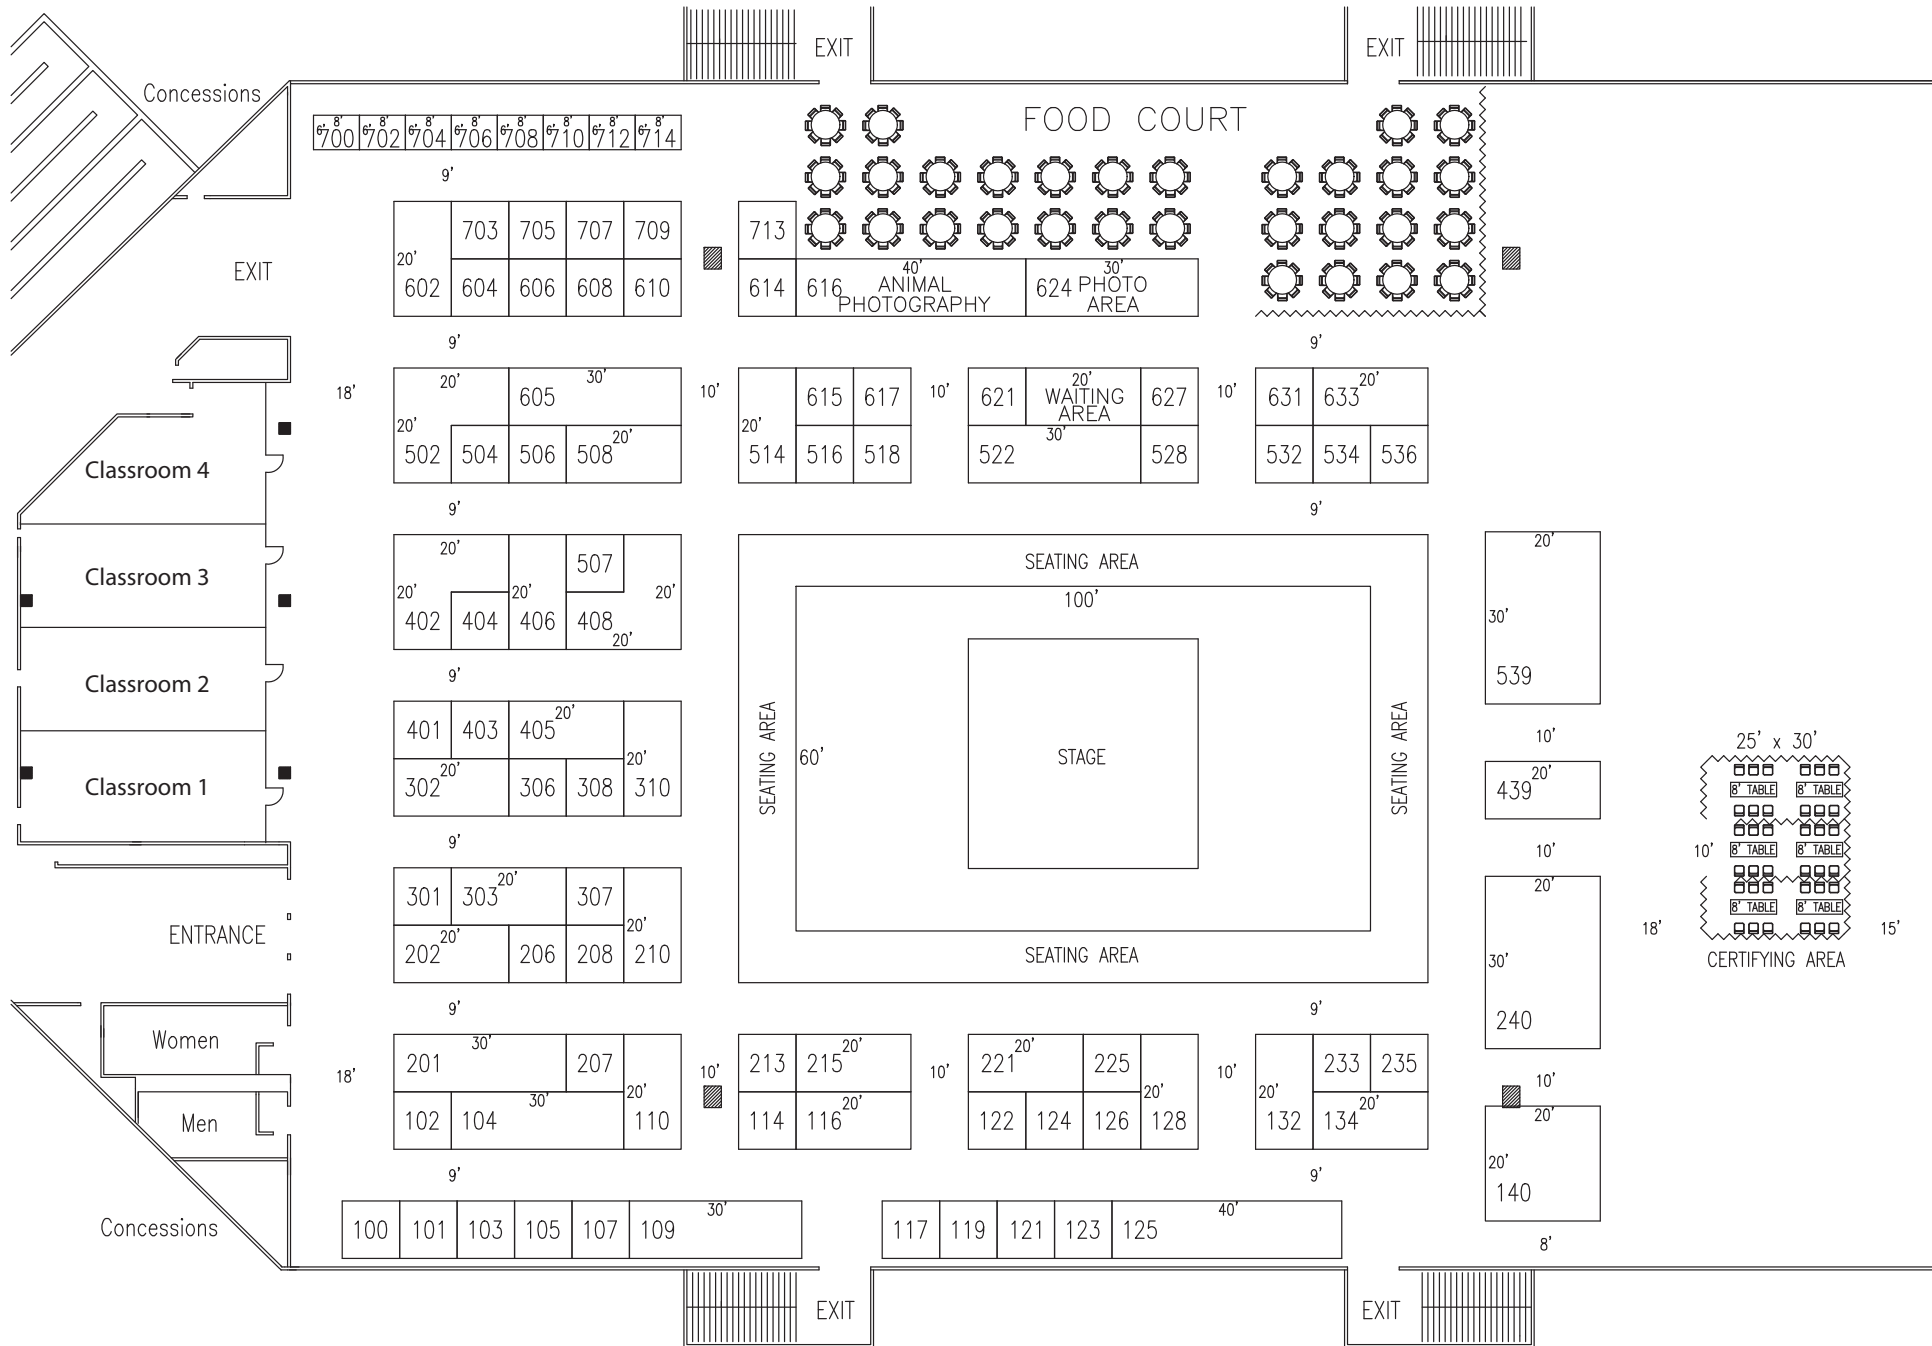 EXIT
EXIT
Concessions
FOOD COURT
8' 8' 8' 8' 8' 8' 8' 8'
6' 6' 6' 6' 6' 6' 6' 6'
700 702 704 706 708 710 712 714
9'
703 705 707 709 713
20'
EXIT
40' 30'
602 604 606 608 610 614 616 ANIMAL PHOTOGRAPHY 624 PHOTO AREA
9' 9'
18' 20' 30' 10' 10' 20' 10' 20'
605 615 617 621 WAITING AREA 627 631 633
20' 20' 20' 30'
502 504 506 508 514 516 518 522 528 532 534 536
Classroom 4
9' 9'
20' 507 SEATING AREA 20'
Classroom 3
20' 20' 20' 100'
402 404 406 408 20' 30'
Classroom 2
9' 539
401 403 405 20' SEATING AREA SEATING AREA 10'
20' 60' STAGE 25' x 30'
Classroom 1
302 20' 306 308 310 439 20'
8' TABLE 8' TABLE
9' 10' 10'
8' TABLE 8' TABLE
301 303 20' 307 20'
8' TABLE 8' TABLE
20' 18' 15'
ENTRANCE
202 20' 206 208 210 SEATING AREA 30' CERTIFYING AREA
9' 9' 240
Women
30' 20' 20'
201 207 213 215 221 225 233 235
18' 10' 10' 10' 10'
20' 30' 20' 20' 20' 20' 20'
Men
102 104 110 114 116 122 124 126 128 132 134
9' 9' 20'
140
30' 40'
Concessions
100 101 103 105 107 109 117 119 121 123 125
8'
EXIT
EXIT